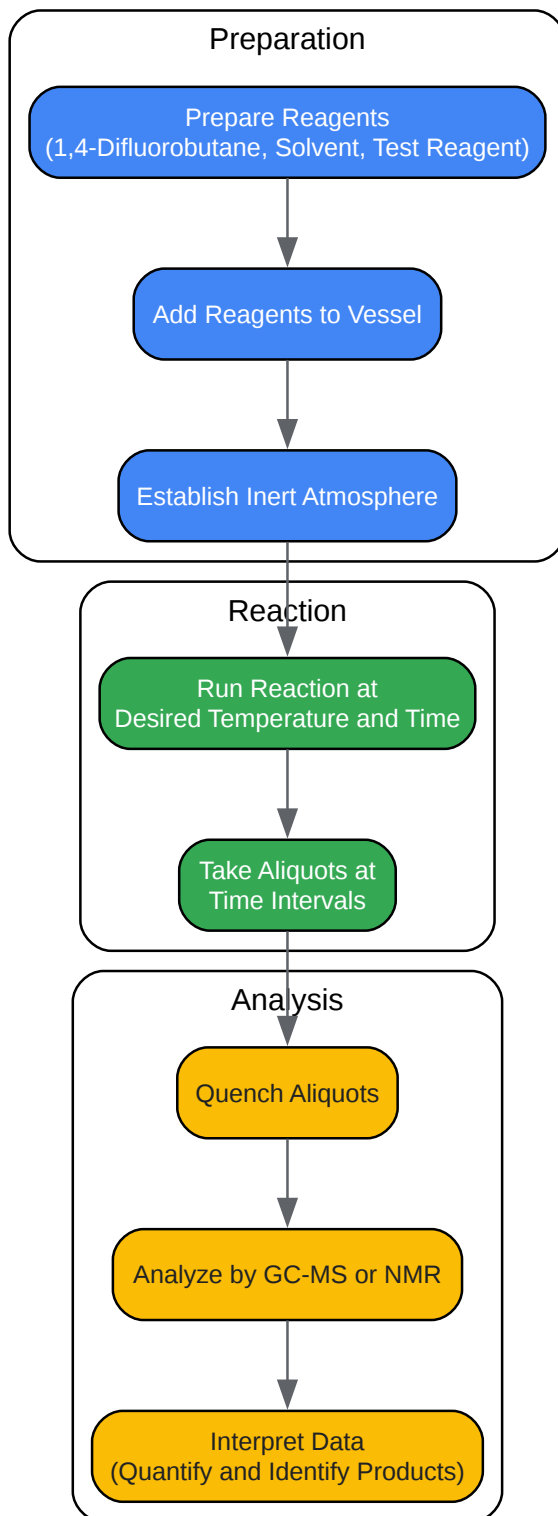 Preparation
Prepare Reagents
(1,4-Difluorobutane, Solvent, Test Reagent)
Add Reagents to Vessel
Establish Inert Atmosphere
Reaction
Run Reaction at
Desired Temperature and Time
Take Aliquots at
Time Intervals
Analysis
Quench Aliquots
Analyze by GC-MS or NMR
Interpret Data
(Quantify and Identify Products)